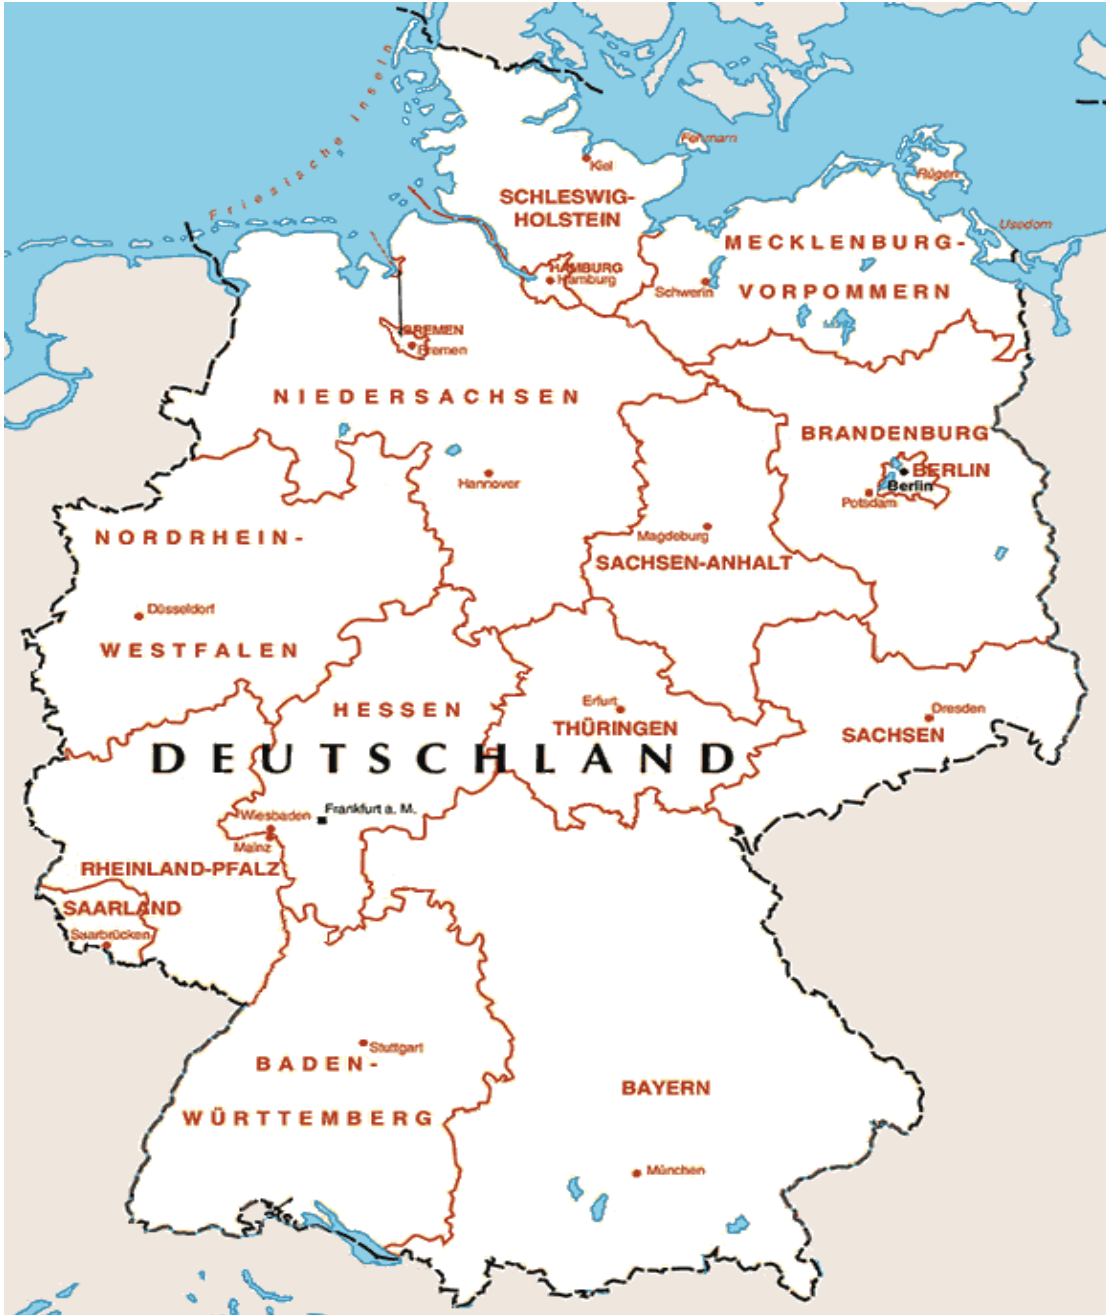 Friesische Inseln
Fehmarn
Kiel
Rügen
SCHLESWIG-
HOLSTEIN
Usedom
MECKLENBURG-
VORPOMMERN
HAMBURG
Hamburg
Schwerin
BREMEN
Bremen
NIEDERSACHSEN
BRANDENBURG
BERLIN
Berlin
Potsdam
Hannover
Magdeburg
SACHSEN-ANHALT
NORDRHEIN-
WESTFALEN
Düsseldorf
HESSEN
Erfurt
THÜRINGEN
Dresden
SACHSEN
DEUTSCHLAND
Wiesbaden
Frankfurt a. M.
Mainz
RHEINLAND-PFALZ
SAARLAND
Saarbrücken
Stuttgart
BADEN-
WÜRTTEMBERG
BAYERN
München